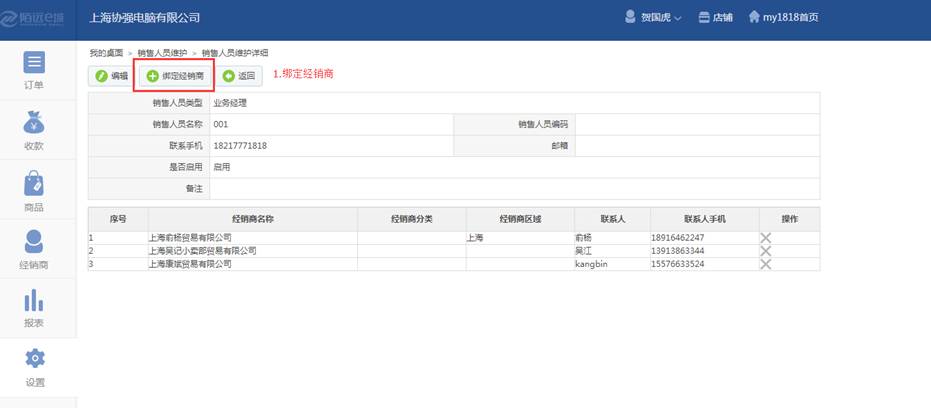 陌远e城 上海协强电脑有限公司 贺国虎 店铺 my1818首页
我的桌面 > 销售人员维护 > 销售人员维护详细
编辑 绑定经销商 返回 1.绑定经销商
销售人员类型 业务经理
销售人员名称 001 销售人员编码
联系手机 18217771818 邮箱
是否启用 启用
备注
序号 经销商名称 经销商分类 经销商区域 联系人 联系人手机 操作
1 上海俞杨贸易有限公司 上海 俞杨 18916462247
2 上海吴记小卖部贸易有限公司 吴江 13913863344
3 上海康斌贸易有限公司 kangbin 15576633524
订单
收款
商品
经销商
报表
设置